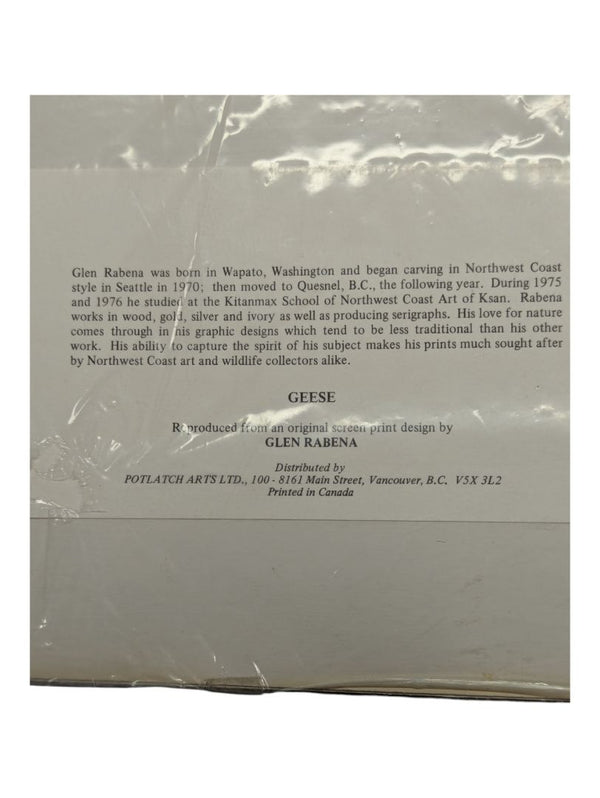 Glen Rabena was born in Wapato, Washington and began carving in Northwest Coast
style in Seattle in 1970; then moved to Quesnel, B.C., the following year. During 1975
and 1976 he studied at the Kitanmax School of Northwest Coast Art of Ksan. Rabena
works in wood, gold, silver and ivory as well as producing serigraphs. His love for nature
comes through in his graphic designs which tend to be less traditional than his other
work. His ability to capture the spirit of his subject makes his prints much sought after
by Northwest Coast art and wildlife collectors alike.
GEESE
Reproduced from an original screen print design by
GLEN RABENA
Distributed by
POTLATCH ARTS LTD., 100 - 8161 Main Street, Vancouver, B.C. V5X 3L2
Printed in Canada